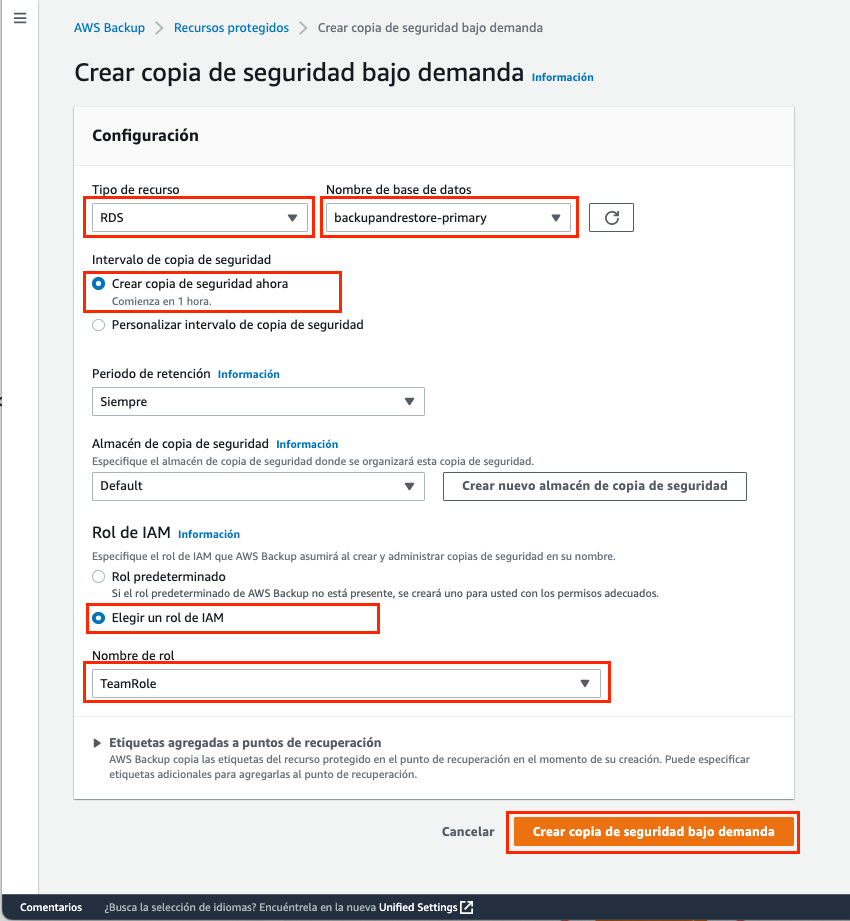 AWS Backup > Recursos protegidos > Crear copia de seguridad bajo demanda
Crear copia de seguridad bajo demanda Información
Configuración
Tipo de recurso
RDS
Nombre de base de datos
backupandrestore-primary
Intervalo de copia de seguridad
Crear copia de seguridad ahora
Comienza en 1 hora.
Personalizar intervalo de copia de seguridad
Periodo de retención Información
Siempre
Almacén de copia de seguridad Información
Especifique el almacén de copia de seguridad donde se organizará esta copia de seguridad.
Default
Crear nuevo almacén de copia de seguridad
Rol de IAM Información
Especifique el rol de IAM que AWS Backup asumirá al crear y administrar copias de seguridad en su nombre.
Rol predeterminado
Si el rol predeterminado de AWS Backup no está presente, se creará uno para usted con los permisos adecuados.
Elegir un rol de IAM
Nombre de rol
TeamRole
Etiquetas agregadas a puntos de recuperación
AWS Backup copia las etiquetas del recurso protegido en el punto de recuperación en el momento de su creación. Puede especificar
etiquetas adicionales para agregarlas al punto de recuperación.
Cancelar
Crear copia de seguridad bajo demanda
Comentarios
¿Busca la selección de idiomas? Encuéntrela en la nueva Unified Settings